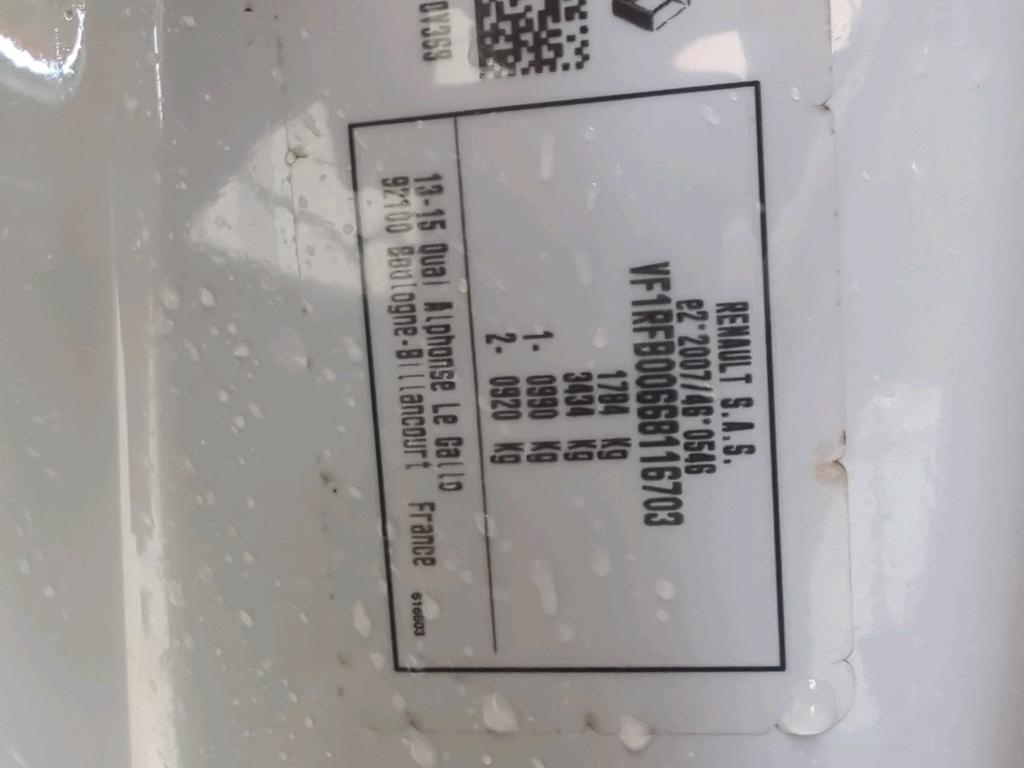 RENAULT S.A.S.
e2*2007/46*0546
VF1RFB00668116703
1784 kg
3434 kg
1- 0990 kg
2- 0920 kg
13-15 Quai Alphonse Le Gallo
92100 Boulogne-Billancourt France
616603